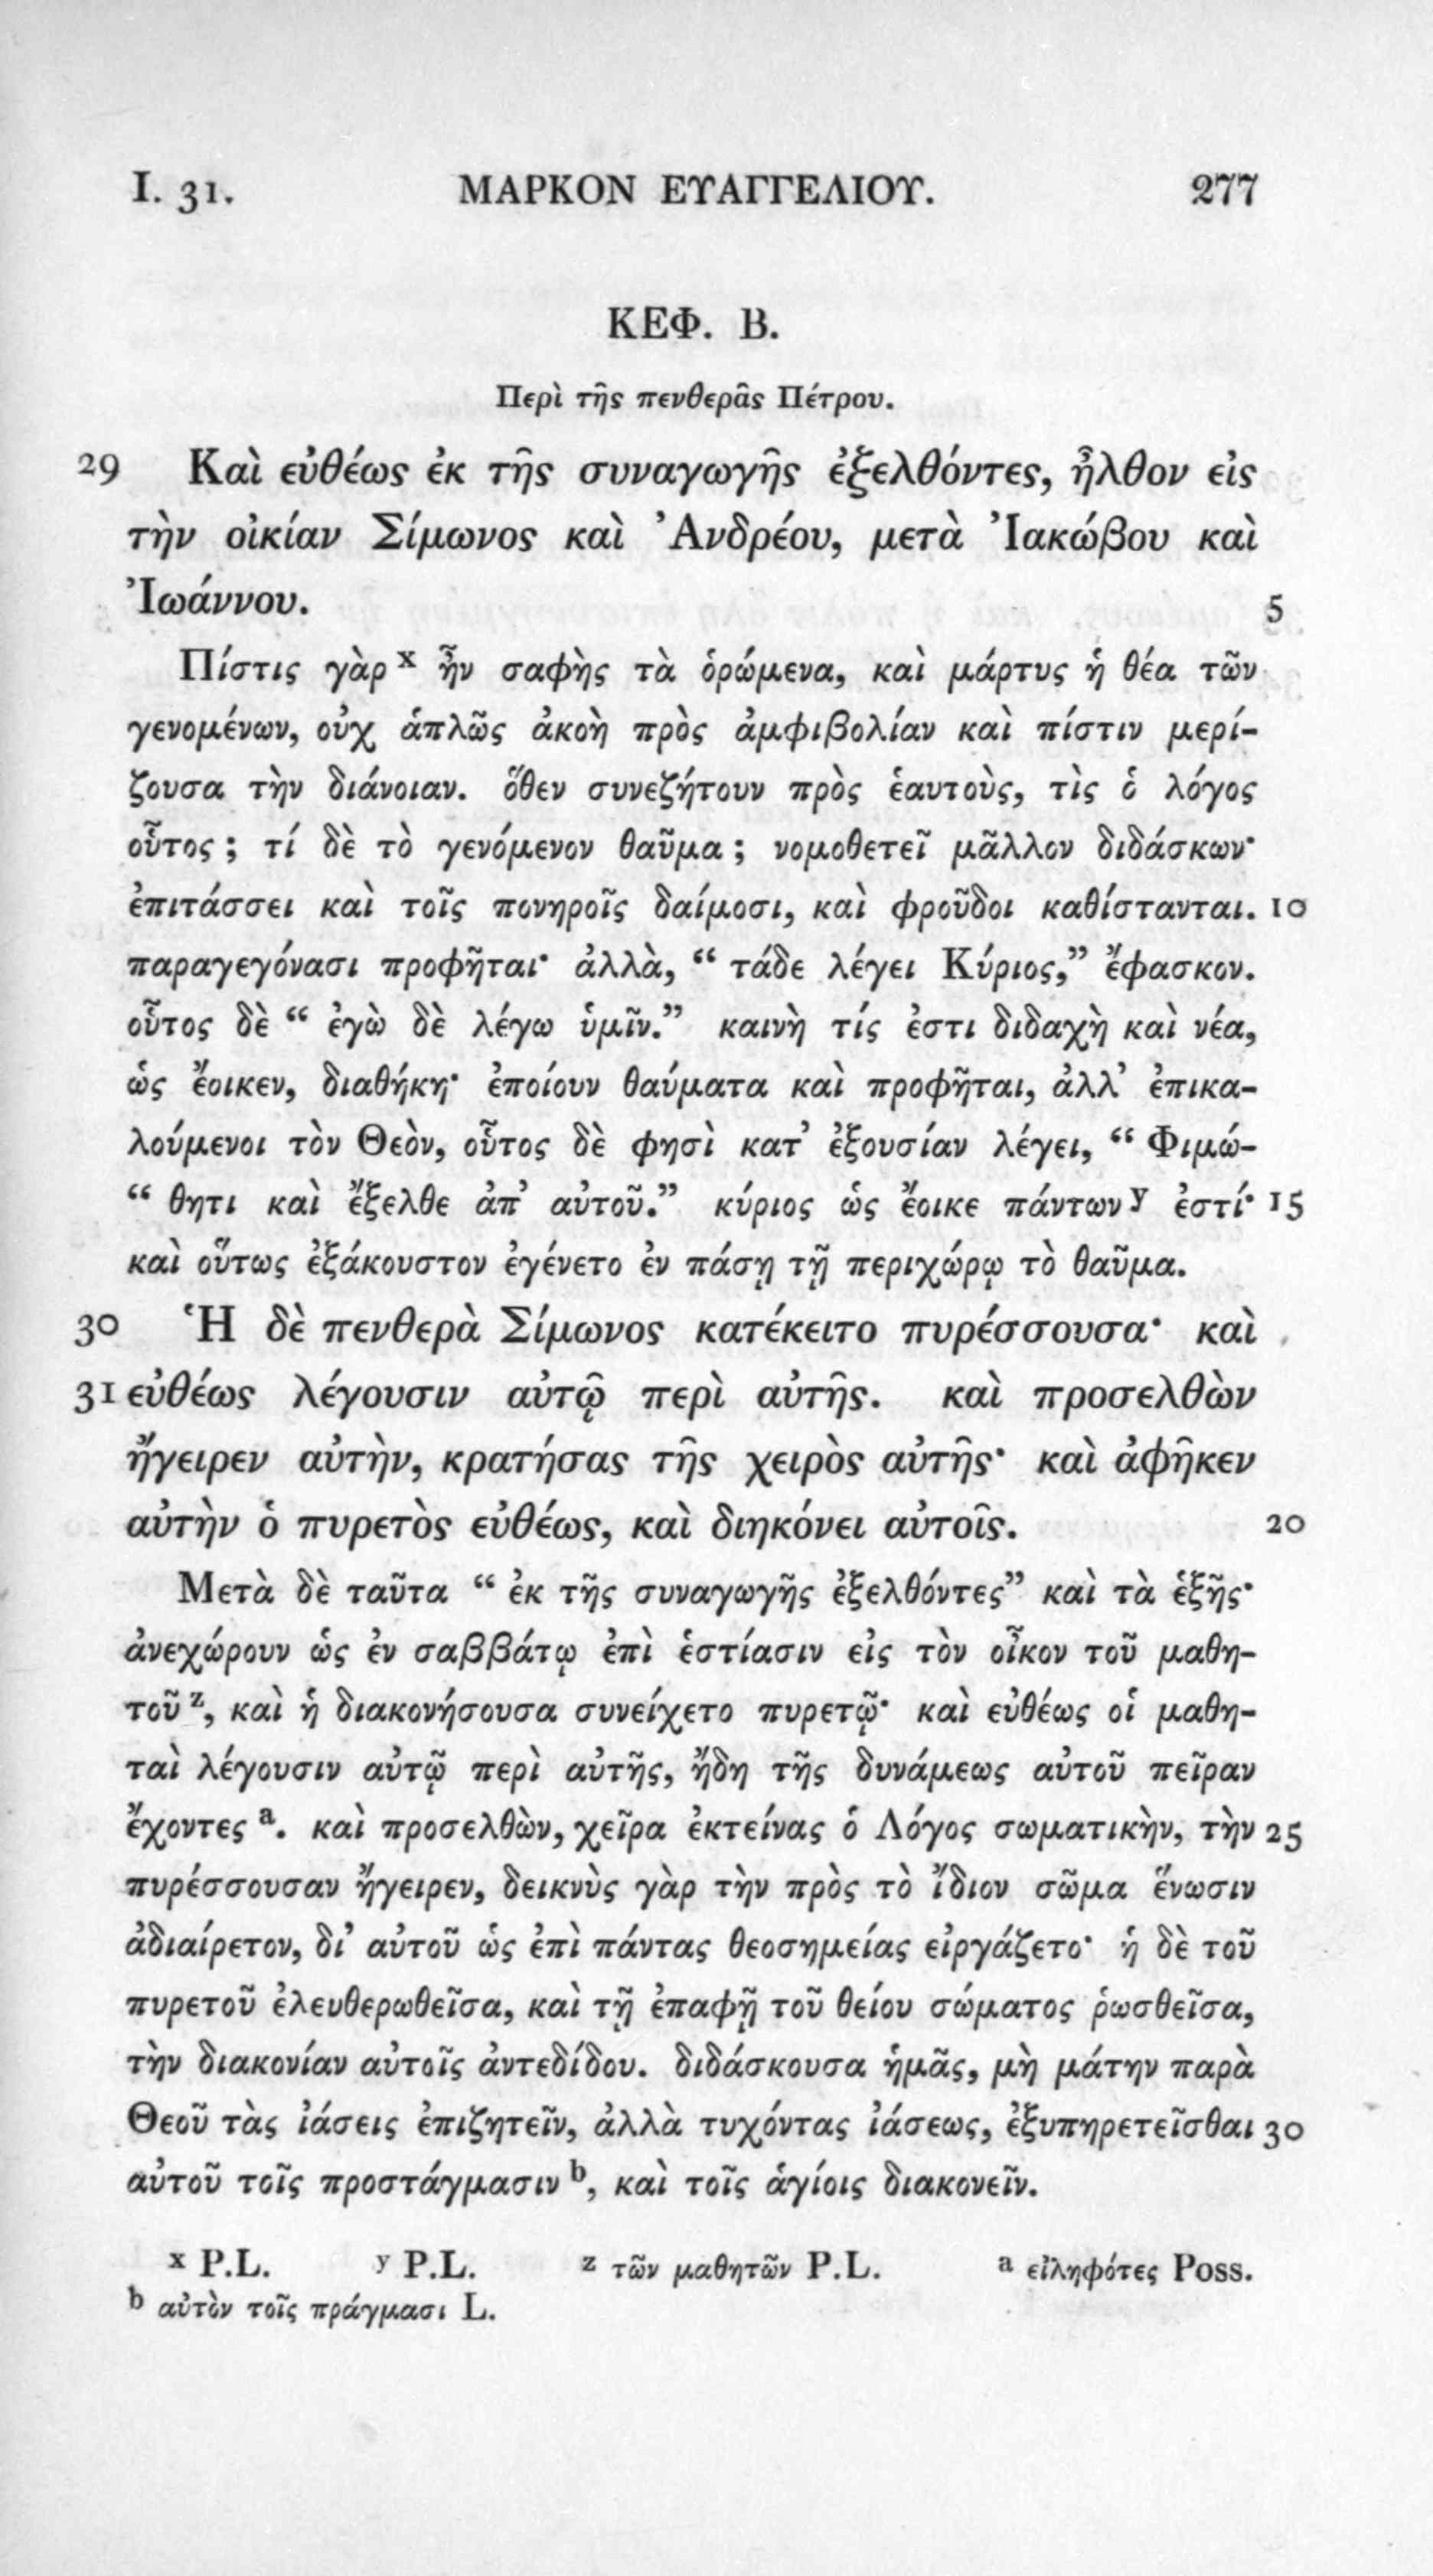 I. 31. ΜΑΡΚΟΝ ΕΥΑΓΓΕΛΙΟΥ. 277
ΚΕΦ. Β.
Περὶ τῆς πενθερᾶς Πέτρου.
29 Καὶ εὐθέως ἐκ τῆς συναγωγῆς ἐξελθόντες, ἦλθον εἰς
τὴν οἰκίαν Σίμωνος καὶ Ἀνδρέου, μετὰ Ἰακώβου καὶ
Ἰωάννου. 5
Πίστις γὰρ x ἦν σαφὴς τὰ ὁρώμενα, καὶ μάρτυς ἡ θέα τῶν
γενομένων, οὐχ ἁπλῶς ἀκοὴ πρὸς ἀμφιβολίαν καὶ πίστιν μερί-
ζουσα τὴν διάνοιαν. ὅθεν συνεζήτουν πρὸς ἑαυτοὺς, τὶς ὁ λόγος
οὗτος ; τί δὲ τὸ γενόμενον θαῦμα ; νομοθετεῖ μᾶλλον διδάσκων·
ἐπιτάσσει καὶ τοῖς πονηροῖς δαίμοσι, καὶ φροῦδοι καθίστανται. 10
παραγεγόνασι προφῆται· ἀλλὰ, “ τάδε λέγει Κύριος,” ἔφασκον.
οὗτος δὲ “ ἐγὼ δὲ λέγω ὑμῖν.” καινὴ τίς ἐστι διδαχὴ καὶ νέα,
ὡς ἔοικεν, διαθήκη· ἐποίουν θαύματα καὶ προφῆται, ἀλλ’ ἐπικα-
λούμενοι τὸν Θεὸν, οὗτος δὲ φησὶ κατ’ ἐξουσίαν λέγει, “ Φιμώ-
“ θητι καὶ ἔξελθε ἀπ’ αὐτοῦ.” κύριος ὡς ἔοικε πάντων y ἐστί· 15
καὶ οὕτως ἐξάκουστον ἐγένετο ἐν πάσῃ τῇ περιχώρῳ τὸ θαῦμα.
30 Ἡ δὲ πενθερὰ Σίμωνος κατέκειτο πυρέσσουσα· καὶ
31 εὐθέως λέγουσιν αὐτῷ περὶ αὐτῆς. καὶ προσελθὼν
ἤγειρεν αὐτὴν, κρατήσας τῆς χειρὸς αὐτῆς· καὶ ἀφῆκεν
αὐτὴν ὁ πυρετὸς εὐθέως, καὶ διηκόνει αὐτοῖς. 20
Μετὰ δὲ ταῦτα “ ἐκ τῆς συναγωγῆς ἐξελθόντες” καὶ τὰ ἑξῆς·
ἀνεχώρουν ὡς ἐν σαββάτῳ ἐπὶ ἑστίασιν εἰς τὸν οἶκον τοῦ μαθη-
τοῦ z, καὶ ἡ διακονήσουσα συνείχετο πυρετῷ· καὶ εὐθέως οἱ μαθη-
ταὶ λέγουσιν αὐτῷ περὶ αὐτῆς, ἤδη τῆς δυνάμεως αὐτοῦ πεῖραν
ἔχοντες a. καὶ προσελθὼν, χεῖρα ἐκτείνας ὁ Λόγος σωματικὴν, τὴν 25
πυρέσσουσαν ἤγειρεν, δεικνὺς γὰρ τὴν πρὸς τὸ ἴδιον σῶμα ἕνωσιν
ἀδιαίρετον, δι’ αὐτοῦ ὡς ἐπὶ πάντας θεοσημείας εἰργάζετο· ἡ δὲ τοῦ
πυρετοῦ ἐλευθερωθεῖσα, καὶ τῇ ἐπαφῇ τοῦ θείου σώματος ῥωσθεῖσα,
τὴν διακονίαν αὐτοῖς ἀντεδίδου. διδάσκουσα ἡμᾶς, μὴ μάτην παρὰ
Θεοῦ τὰς ἰάσεις ἐπιζητεῖν, ἀλλὰ τυχόντας ἰάσεως, ἐξυπηρετεῖσθαι 30
αὐτοῦ τοῖς προστάγμασιν b, καὶ τοῖς ἁγίοις διακονεῖν.
x P.L. y P.L. z τῶν μαθητῶν P.L. a εἰληφότες Poss.
b αὐτὸν τοῖς πράγμασι L.